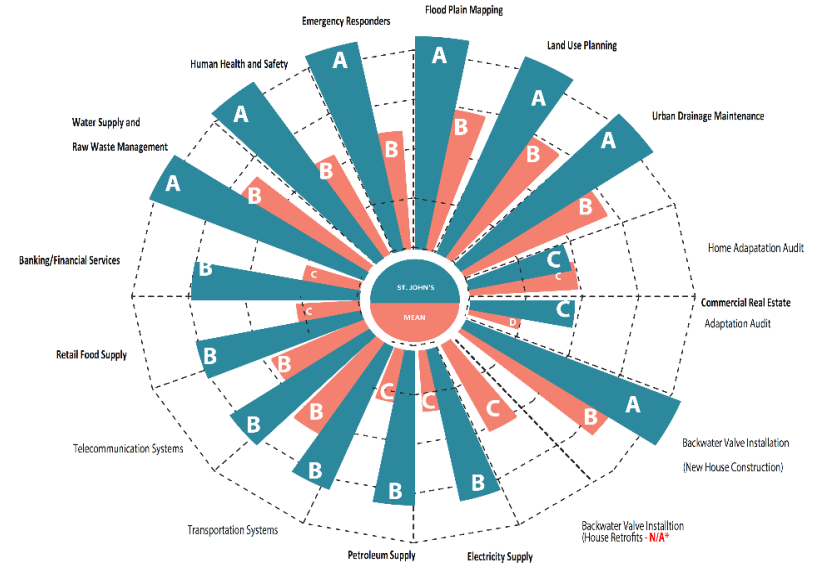 Flood Plain Mapping
Emergency Responders
Land Use Planning
Human Health and Safety
Urban Drainage Maintenance
Water Supply and
Raw Waste Management
Home Adapatation Audit
Banking/Financial Services
Commercial Real Estate
Adaptation Audit
Retail Food Supply
Backwater Valve Installation
(New House Construction)
Telecommunication Systems
Transportation Systems
Backwater Valve Installtion
(House Retrofits - N/A*
Petroleum Supply
Electricity Supply
ST. JOHN'S
MEAN
A
B
A
B
A
B
C
C
C
D
A
B
C
B
C
B
C
B
B
B
B
B
C
B
C
A
B
A
B
A
B